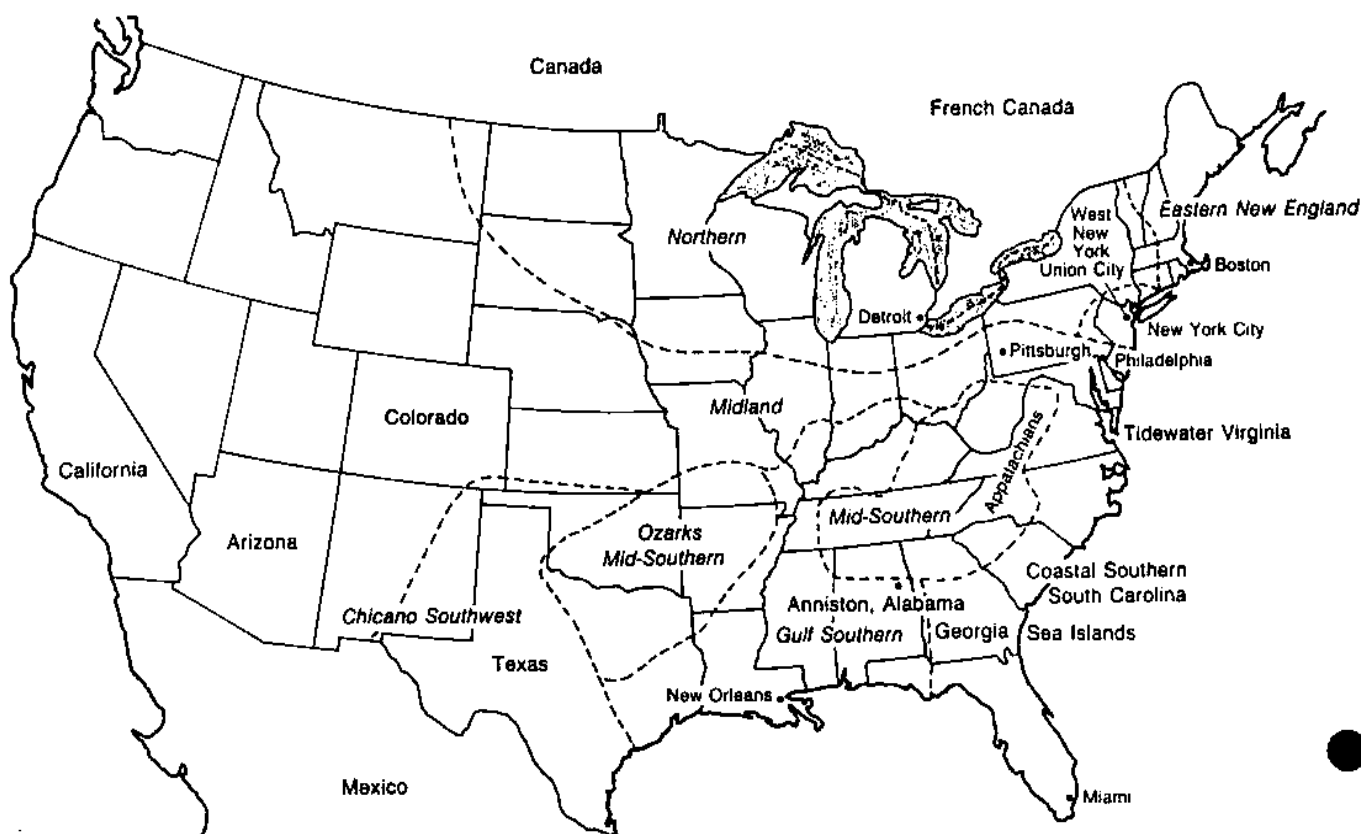 Canada
French Canada
Eastern New England
West
New
York
Northern
Union City
Boston
Detroit
New York City
Pittsburgh
Philadelphia
Midland
Colorado
Tidewater Virginia
California
Appalachians
Mid-Southern
Arizona
Ozarks
Mid-Southern
Coastal Southern
South Carolina
Anniston, Alabama
Chicano Southwest
Gulf Southern
Georgia
Sea Islands
Texas
New Orleans
Mexico
Miami